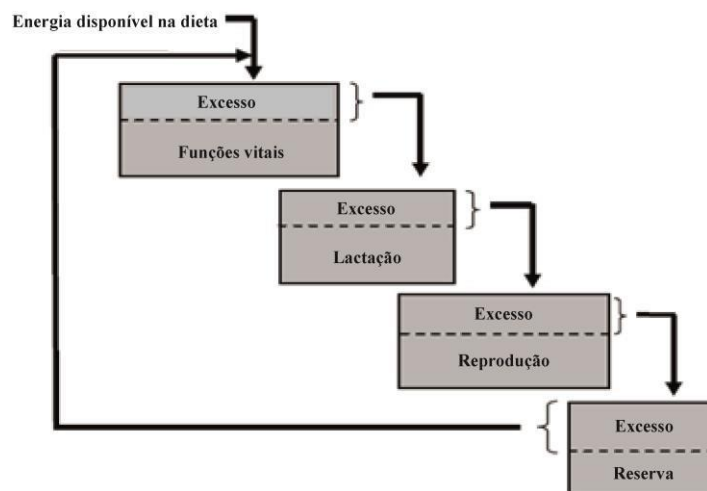 Energia disponível na dieta
Excesso
Funções vitais
Excesso
Lactação
Excesso
Reprodução
Excesso
Reserva